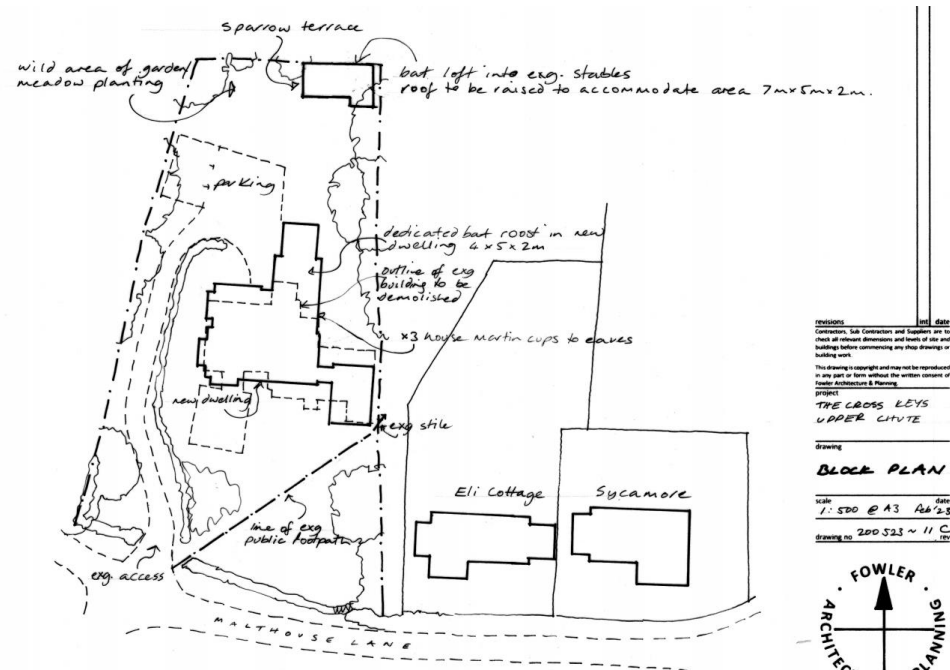 sparrow terrace
wild area of garden/
meadow planting
bat loft into exg. stables
roof to be raised to accommodate area 7m x 5m x 2m.
parking
dedicated bat roost in new
dwelling 4 x 5 x 2m
outline of exg
building to be
demolished
x3 house martin cups to eaves
new dwelling
exg stile
Eli Cottage
Sycamore
line of exg
public footpath
exg. access
MALTHOUSE LANE
revisions int date
Contractors, Sub Contractors and Suppliers are to
check all relevant dimensions and levels of site and
buildings before commencing any shop drawings or
building work
This drawing is copyright and may not be reproduced
in any part or form without the written consent of
Fowler Architecture & Planning.
project
THE CROSS KEYS
UPPER CHUTE
drawing
BLOCK PLAN
scale date
1:500 @ A3 Feb '23
drawing no 200523 ~ 11 C rev
FOWLER
ARCHITEC
PLANNING